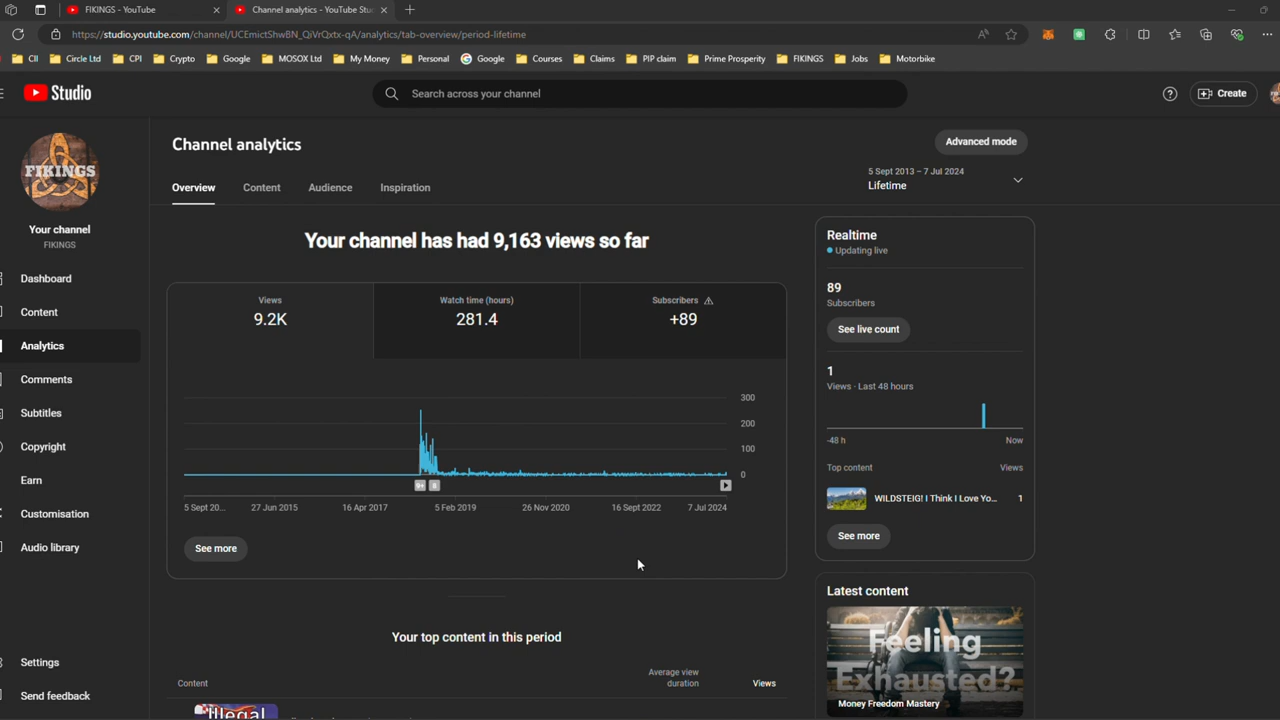 FIKINGS - YouTube
Channel analytics - YouTube Stu
https://studio.youtube.com/channel/UCEmictShwBN_QiVrQxtx-qA/analytics/tab-overview/period-lifetime
CII
Circle Ltd
CPI
Crypto
Google
MOSOX Ltd
My Money
Personal
Google
Courses
Claims
PIP claim
Prime Prosperity
FIKINGS
Jobs
Motorbike
Studio
Search across your channel
Create
FIKINGS
Your channel
FIKINGS
Dashboard
Content
Analytics
Comments
Subtitles
Copyright
Earn
Customisation
Audio library
Settings
Send feedback
Channel analytics
Advanced mode
Overview
Content
Audience
Inspiration
5 Sept 2013 – 7 Jul 2024
Lifetime
Your channel has had 9,163 views so far
Views
9.2K
Watch time (hours)
281.4
Subscribers
+89
300
200
100
0
9+
8
5 Sept 20...
27 Jun 2015
16 Apr 2017
5 Feb 2019
26 Nov 2020
16 Sept 2022
7 Jul 2024
See more
Your top content in this period
Content
Average view
duration
Views
Illegal
Realtime
Updating live
89
Subscribers
See live count
1
Views · Last 48 hours
-48 h
Now
Top content
Views
WILDSTEIG! I Think I Love Yo...
1
See more
Latest content
Feeling
Exhausted?
Money Freedom Mastery